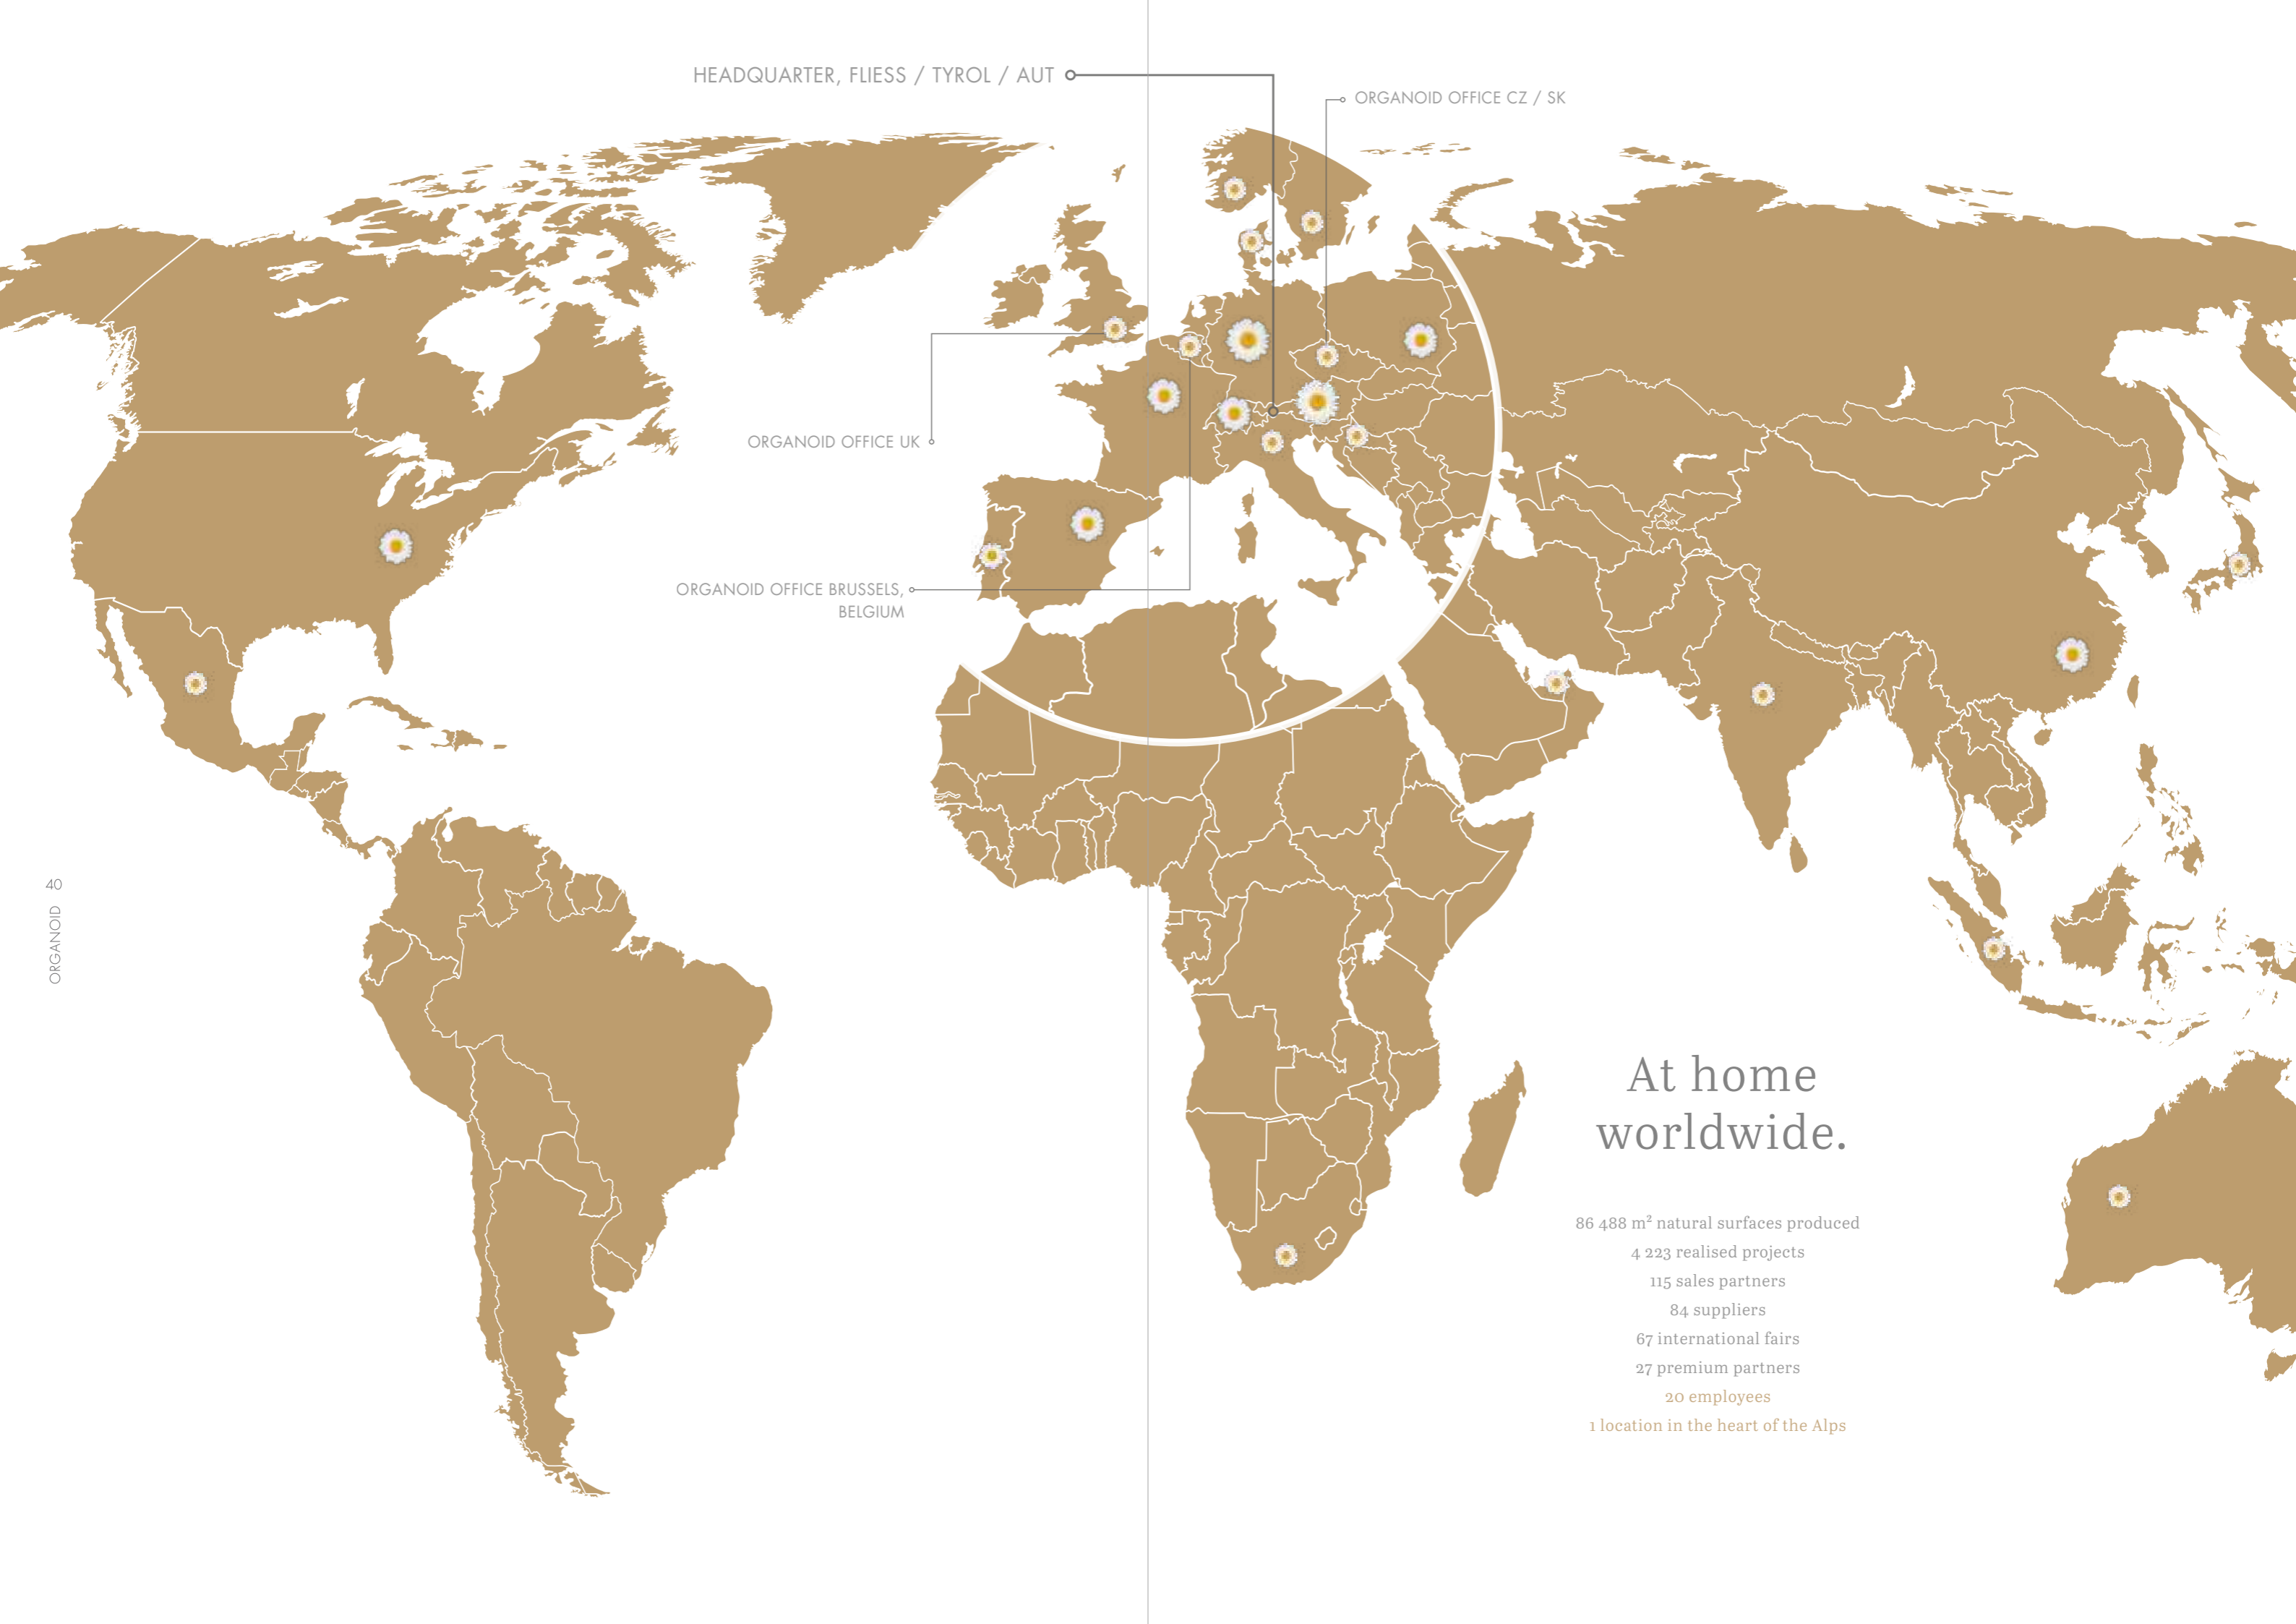 HEADQUARTER, FLIESS / TYROL / AUT
ORGANOID OFFICE CZ / SK
ORGANOID OFFICE UK
ORGANOID OFFICE BRUSSELS,
BELGIUM
40
ORGANOID
At home
worldwide.
86 488 m² natural surfaces produced
4 223 realised projects
115 sales partners
84 suppliers
67 international fairs
27 premium partners
20 employees
1 location in the heart of the Alps